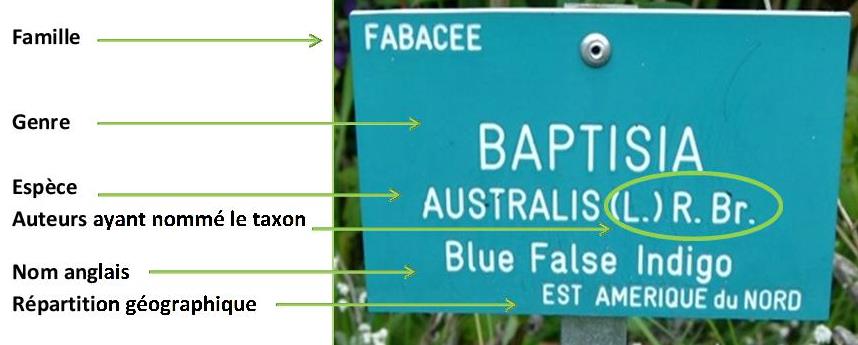 Famille
FABACEE
Genre
BAPTISIA
Espèce
AUSTRALIS (L.) R. Br.
Auteurs ayant nommé le taxon
Nom anglais
Blue False Indigo
Répartition géographique
EST AMERIQUE du NORD